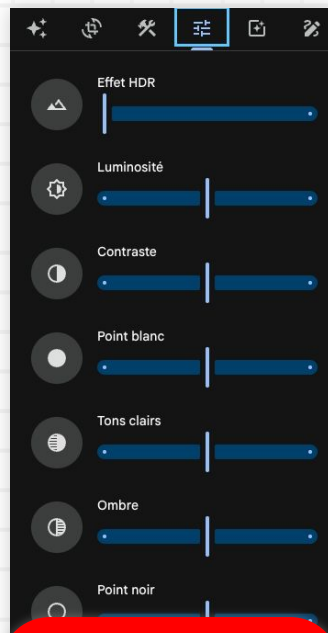 Effet HDR
Luminosité
Contraste
Point blanc
Tons clairs
Ombre
Point noir